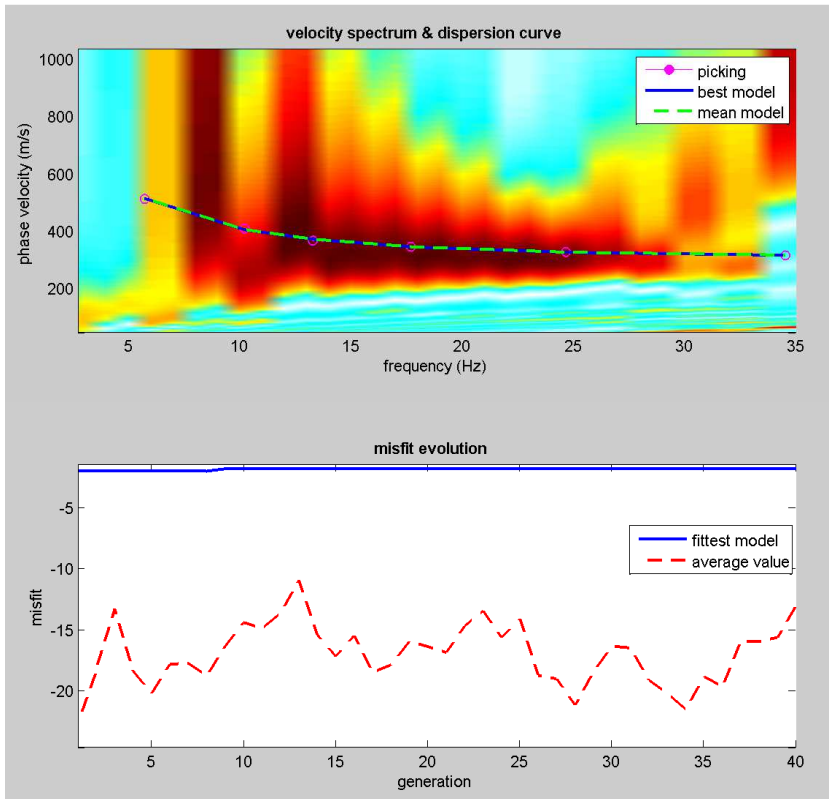 velocity spectrum & dispersion curve
1000
800
600
400
200
phase velocity (m/s)
picking
best model
mean model
5 10 15 20 25 30 35
frequency (Hz)
misfit evolution
-5
-10
-15
-20
misfit
fittest model
average value
5 10 15 20 25 30 35 40
generation